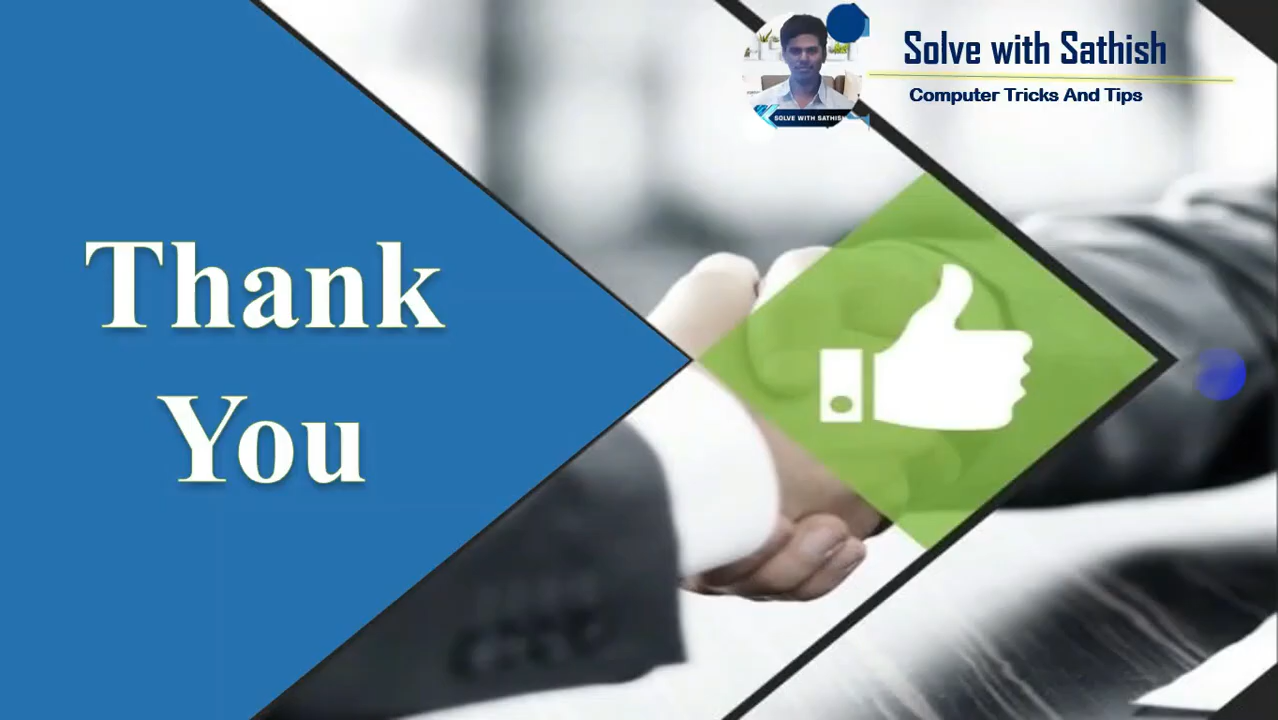 Solve with Sathish
Computer Tricks And Tips
SOLVE WITH SATHISH
Thank
You